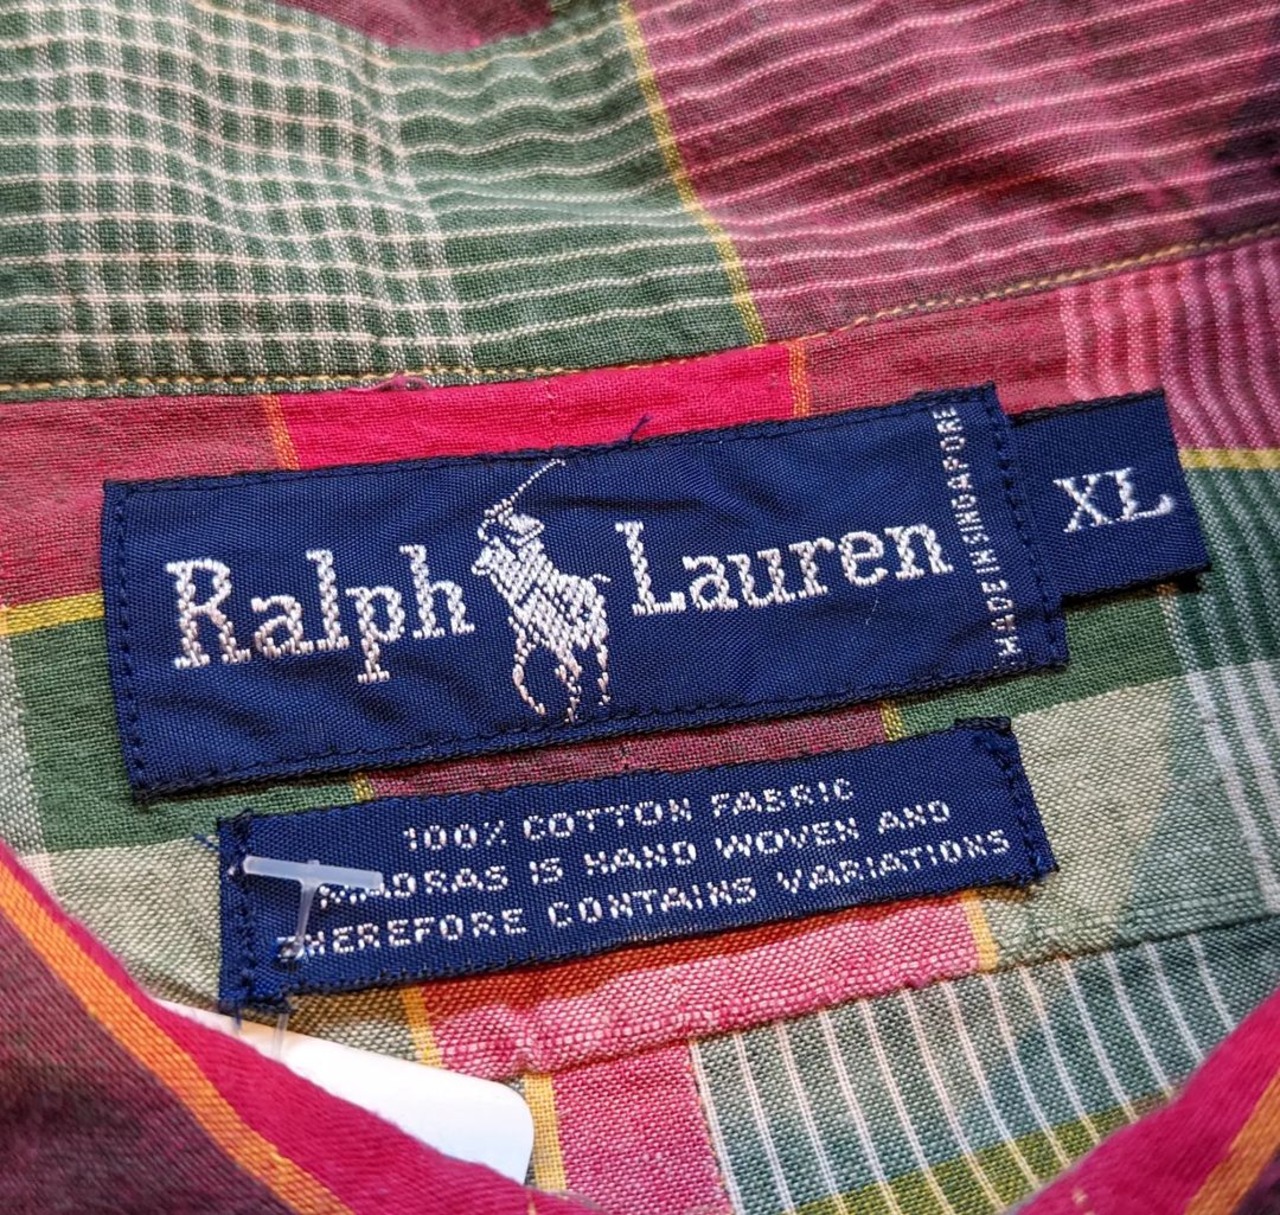 Ralph Lauren
MADE IN SINGAPORE
XL
100% COTTON FABRIC
MADRAS IS HAND WOVEN AND
THEREFORE CONTAINS VARIATIONS